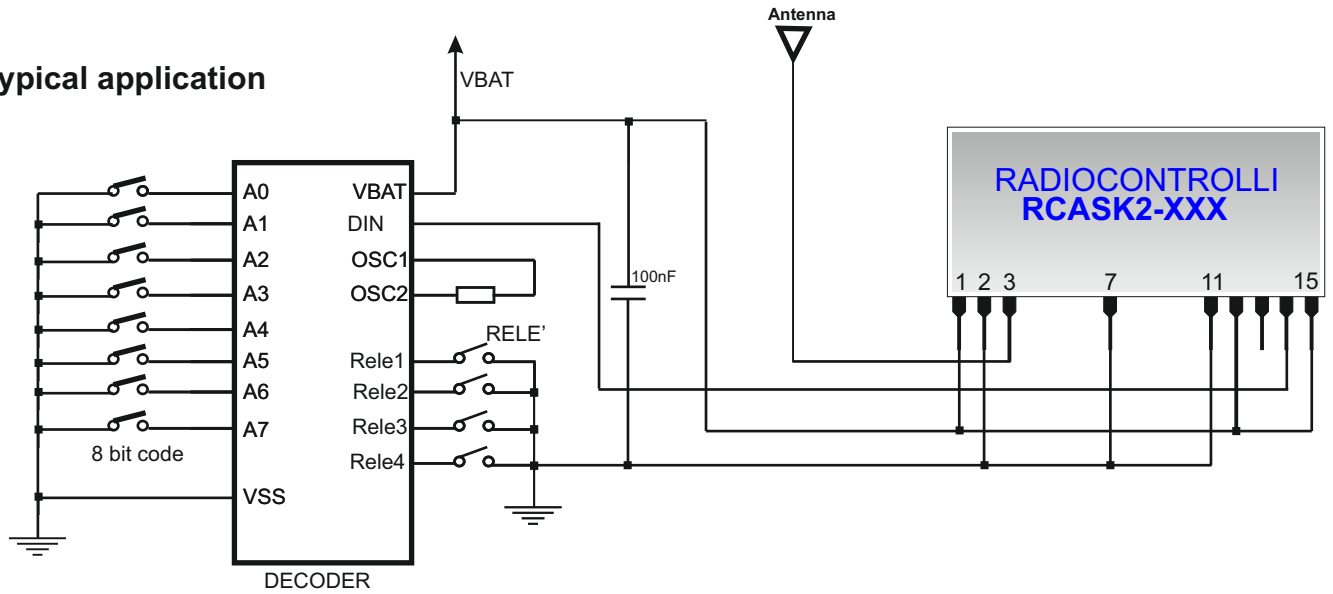 Antenna
ypical application
VBAT
RADIOCONTROLLI
RCASK2-XXX
1 2 3 7 11 15
100nF
A0
A1
A2
A3
A4
A5
A6
A7
VSS
VBAT
DIN
OSC1
OSC2
Rele1
Rele2
Rele3
Rele4
RELE'
8 bit code
DECODER